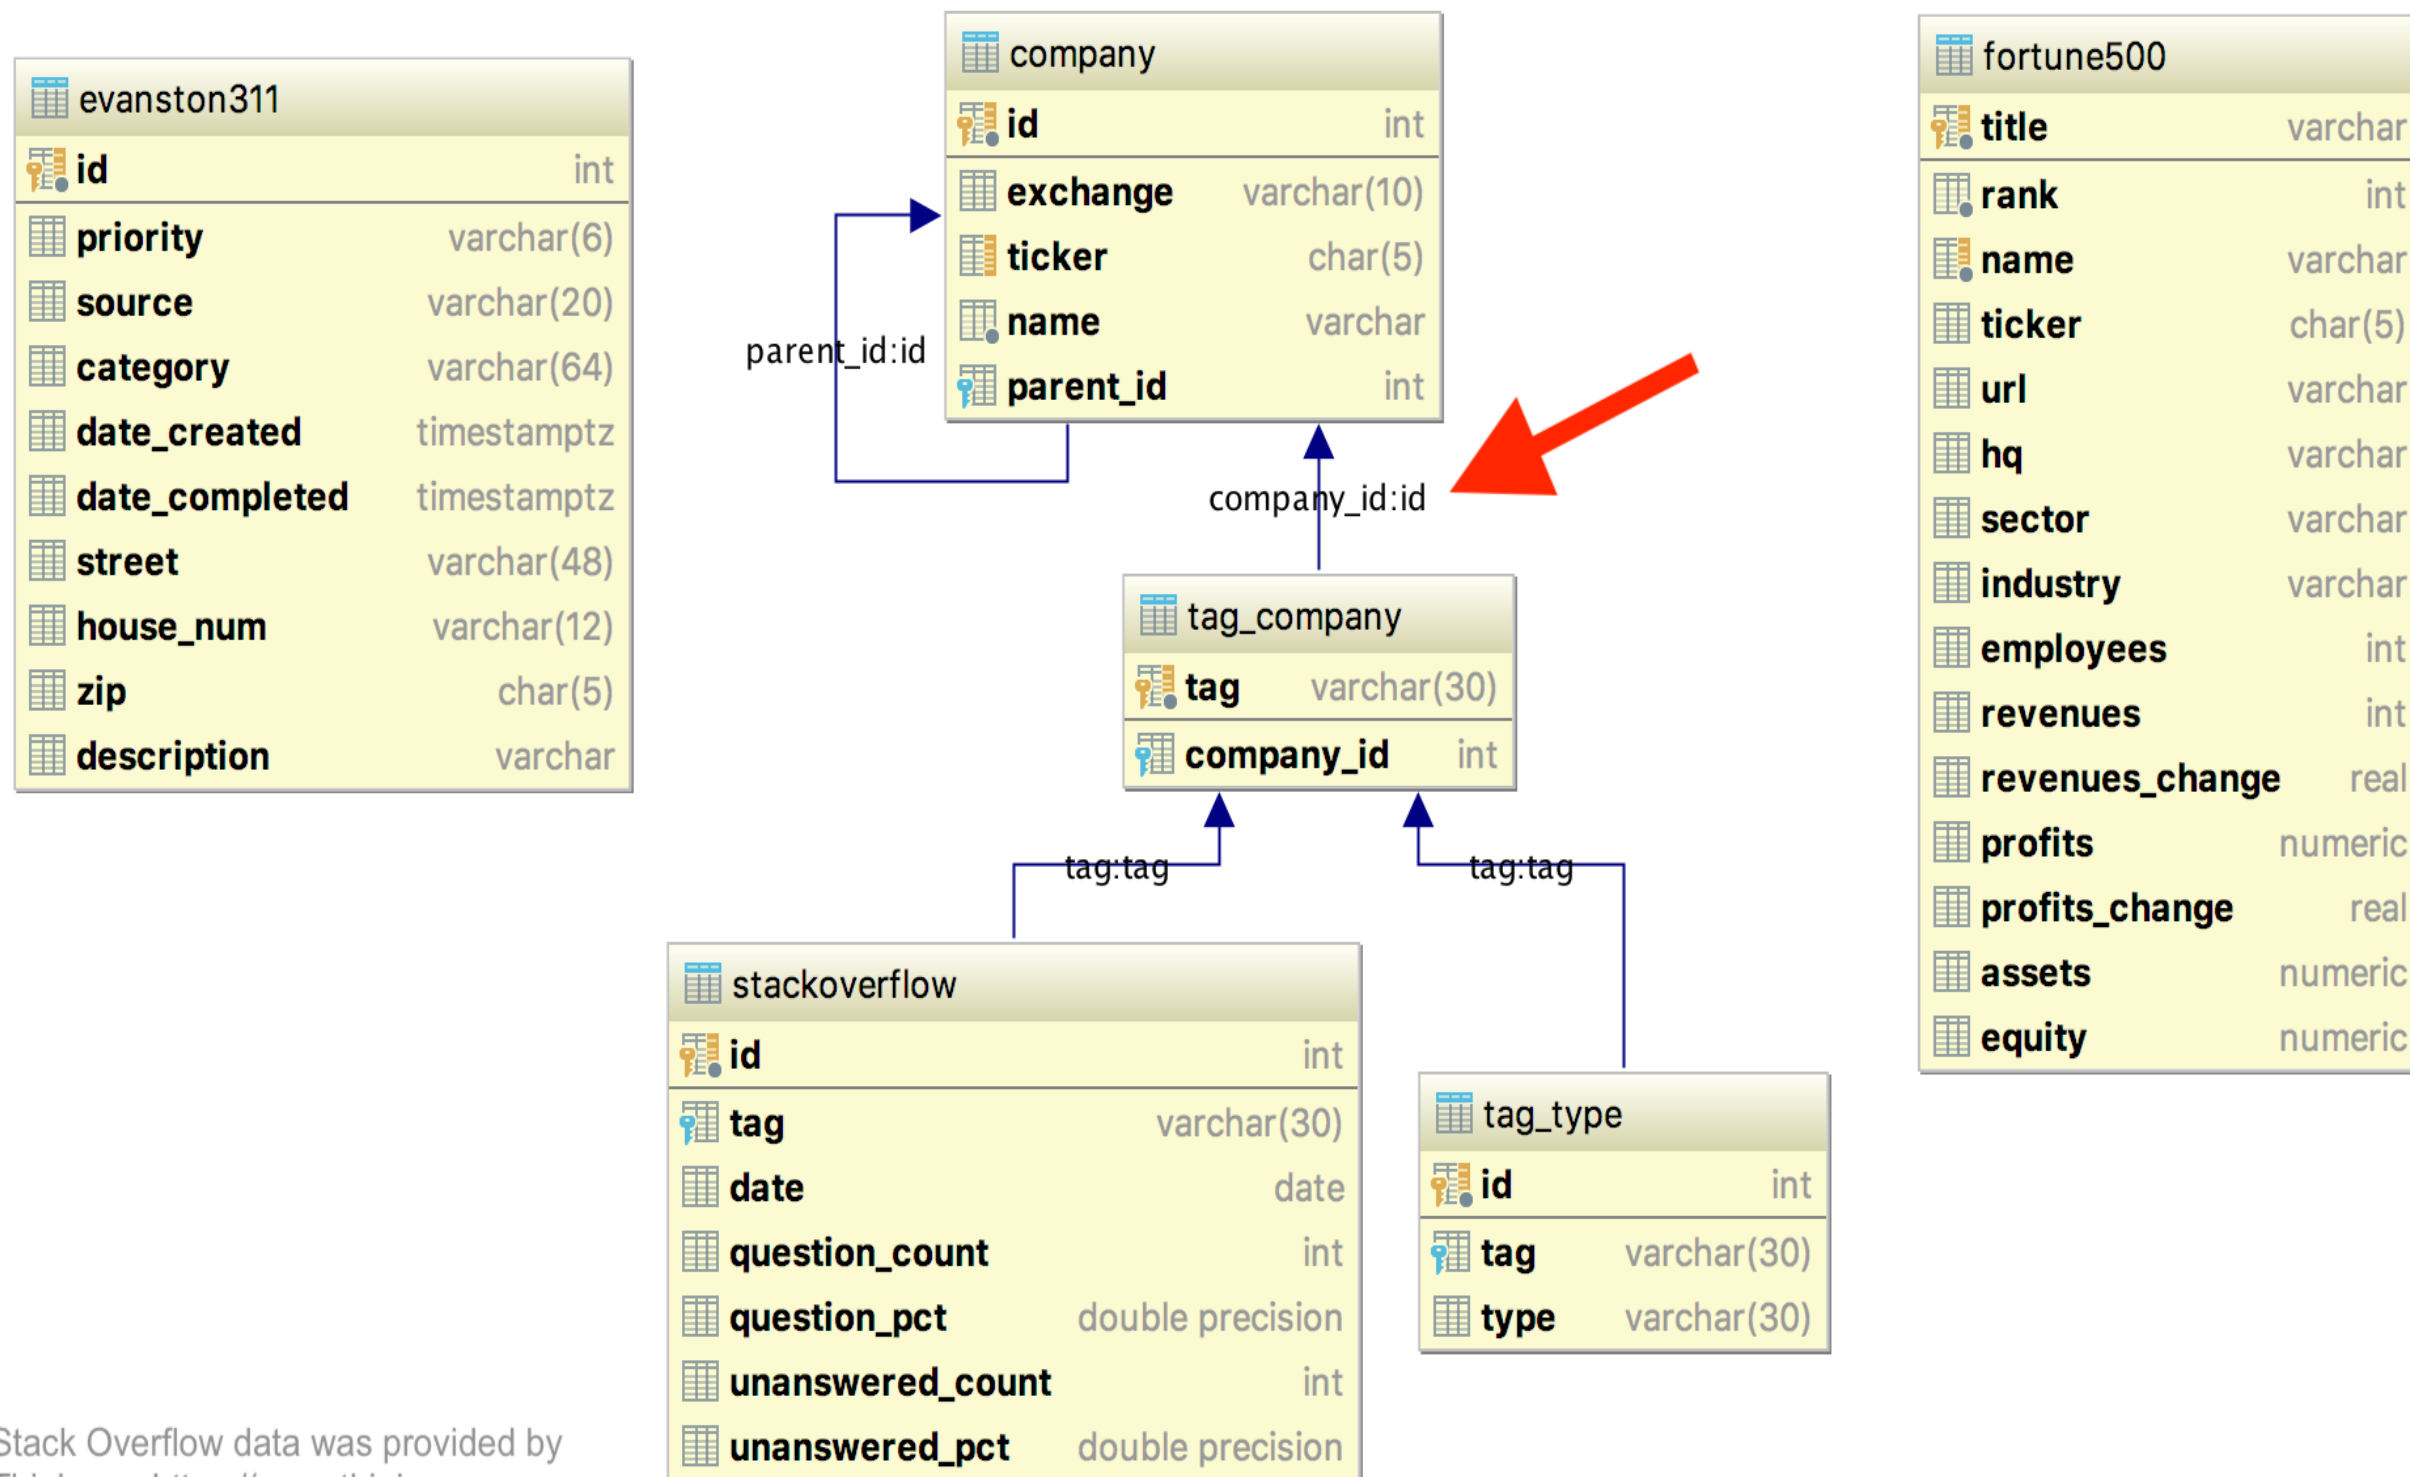 evanston311
id int
priority varchar(6)
source varchar(20)
category varchar(64)
date_created timestamptz
date_completed timestamptz
street varchar(48)
house_num varchar(12)
zip char(5)
description varchar
company
id int
exchange varchar(10)
ticker char(5)
name varchar
parent_id int
parent_id:id
company_id:id
tag_company
tag varchar(30)
company_id int
tag:tag
tag:tag
stackoverflow
id int
tag varchar(30)
date date
question_count int
question_pct double precision
unanswered_count int
unanswered_pct double precision
tag_type
id int
tag varchar(30)
type varchar(30)
fortune500
title varchar
rank int
name varchar
ticker char(5)
url varchar
hq varchar
sector varchar
industry varchar
employees int
revenues int
revenues_change real
profits numeric
profits_change real
assets numeric
equity numeric
Stack Overflow data was provided by